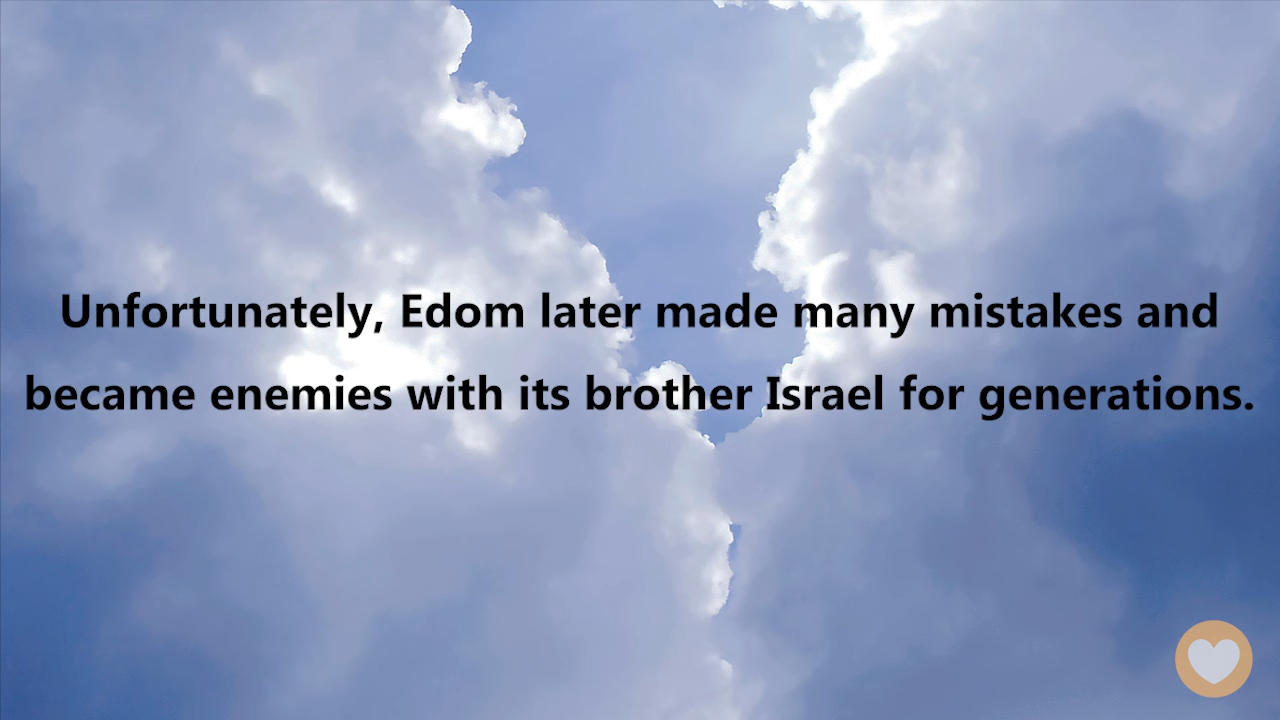 Unfortunately, Edom later made many mistakes and
became enemies with its brother Israel for generations.